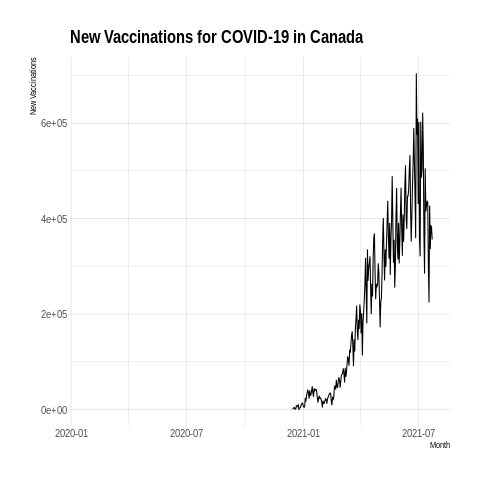 New Vaccinations for COVID-19 in Canada
New Vaccinations
6e+05
4e+05
2e+05
0e+00
2020-01 2020-07 2021-01 2021-07
Month